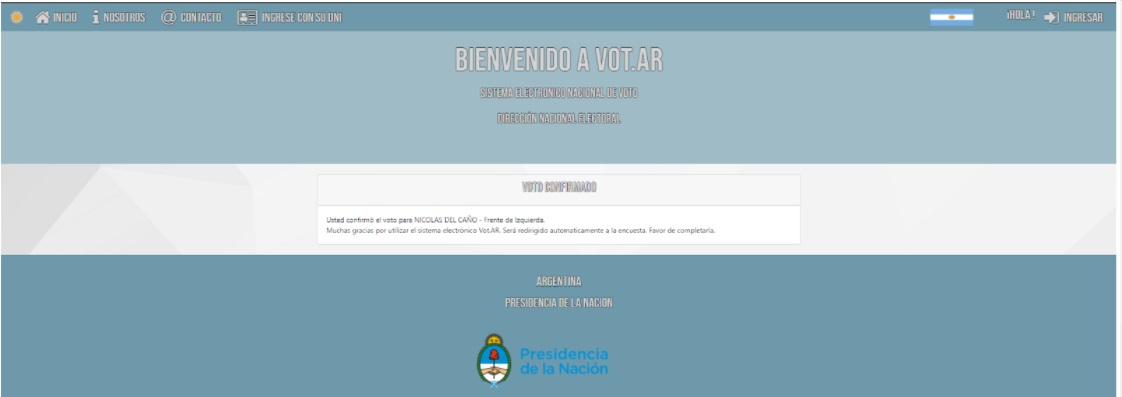 INICIO NOSOTROS CONTACTO INGRESE CON SU DNI ¡HOLA! INGRESAR
BIENVENIDO A VOT.AR
SISTEMA ELECTRONICO NACIONAL DE VOTO
DIRECCIÓN NACIONAL ELECTORAL
VOTO CONFIRMADO
Usted confirmó el voto para NICOLAS DEL CAÑO - Frente de Izquierda.
Muchas gracias por utilizar el sistema electrónico Vot.AR. Será redirigido automaticamente a la encuesta. Favor de completarla.
ARGENTINA
PRESIDENCIA DE LA NACION
Presidencia
de la Nación